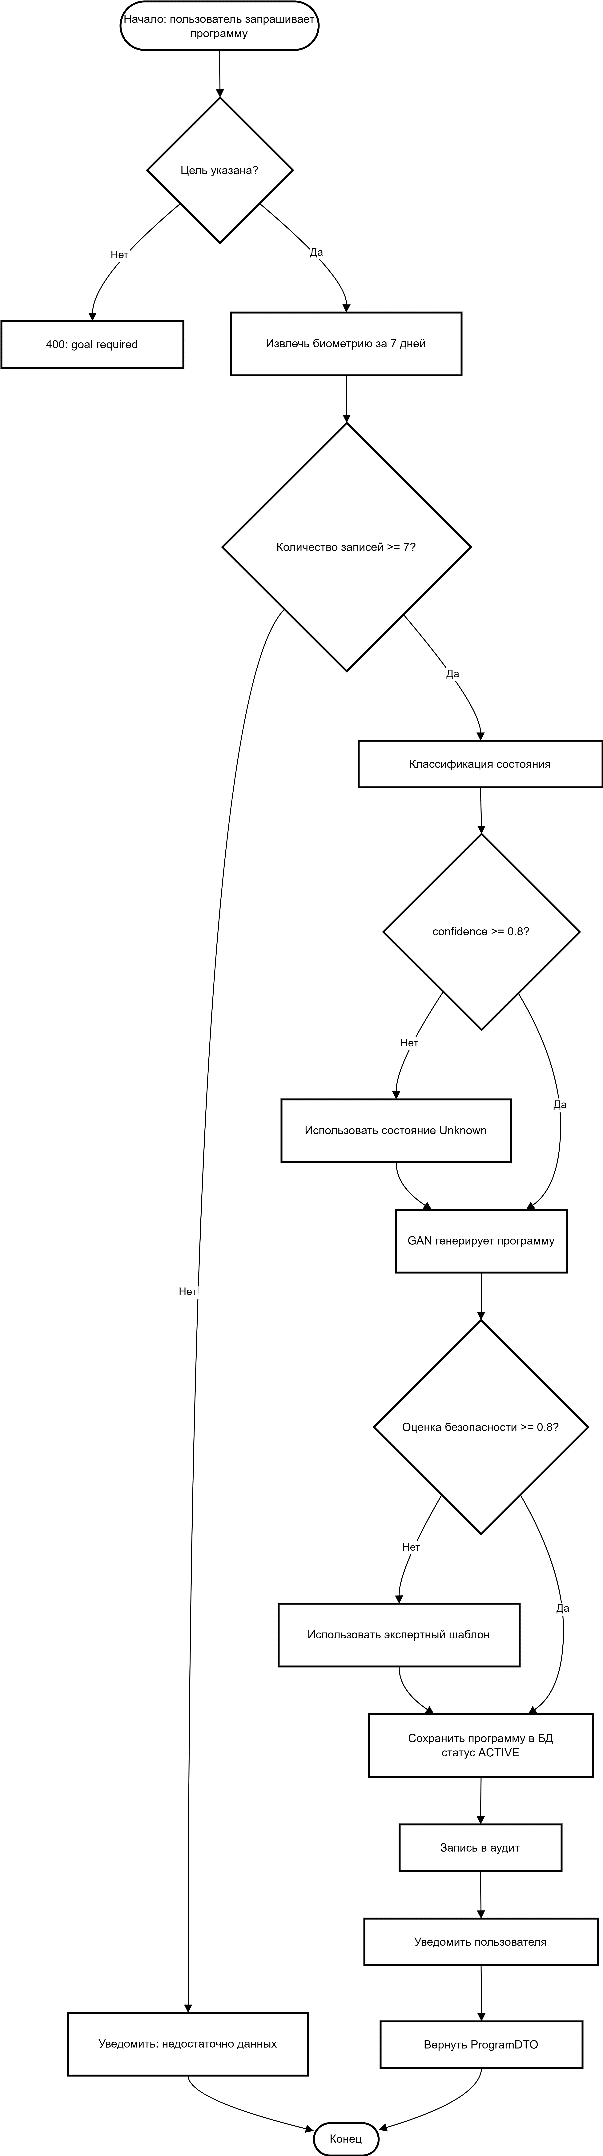 Начало: пользователь запрашивает
программу
Цель указана?
Нет
Да
400: goal required
Извлечь биометрию за 7 дней
Количество записей >= 7?
Да
Классификация состояния
confidence >= 0.8?
Нет
Да
Использовать состояние Unknown
GAN генерирует программу
Нет
Оценка безопасности >= 0.8?
Нет
Да
Использовать экспертный шаблон
Сохранить программу в БД
статус ACTIVE
Запись в аудит
Уведомить пользователя
Уведомить: недостаточно данных
Вернуть ProgramDTO
Конец